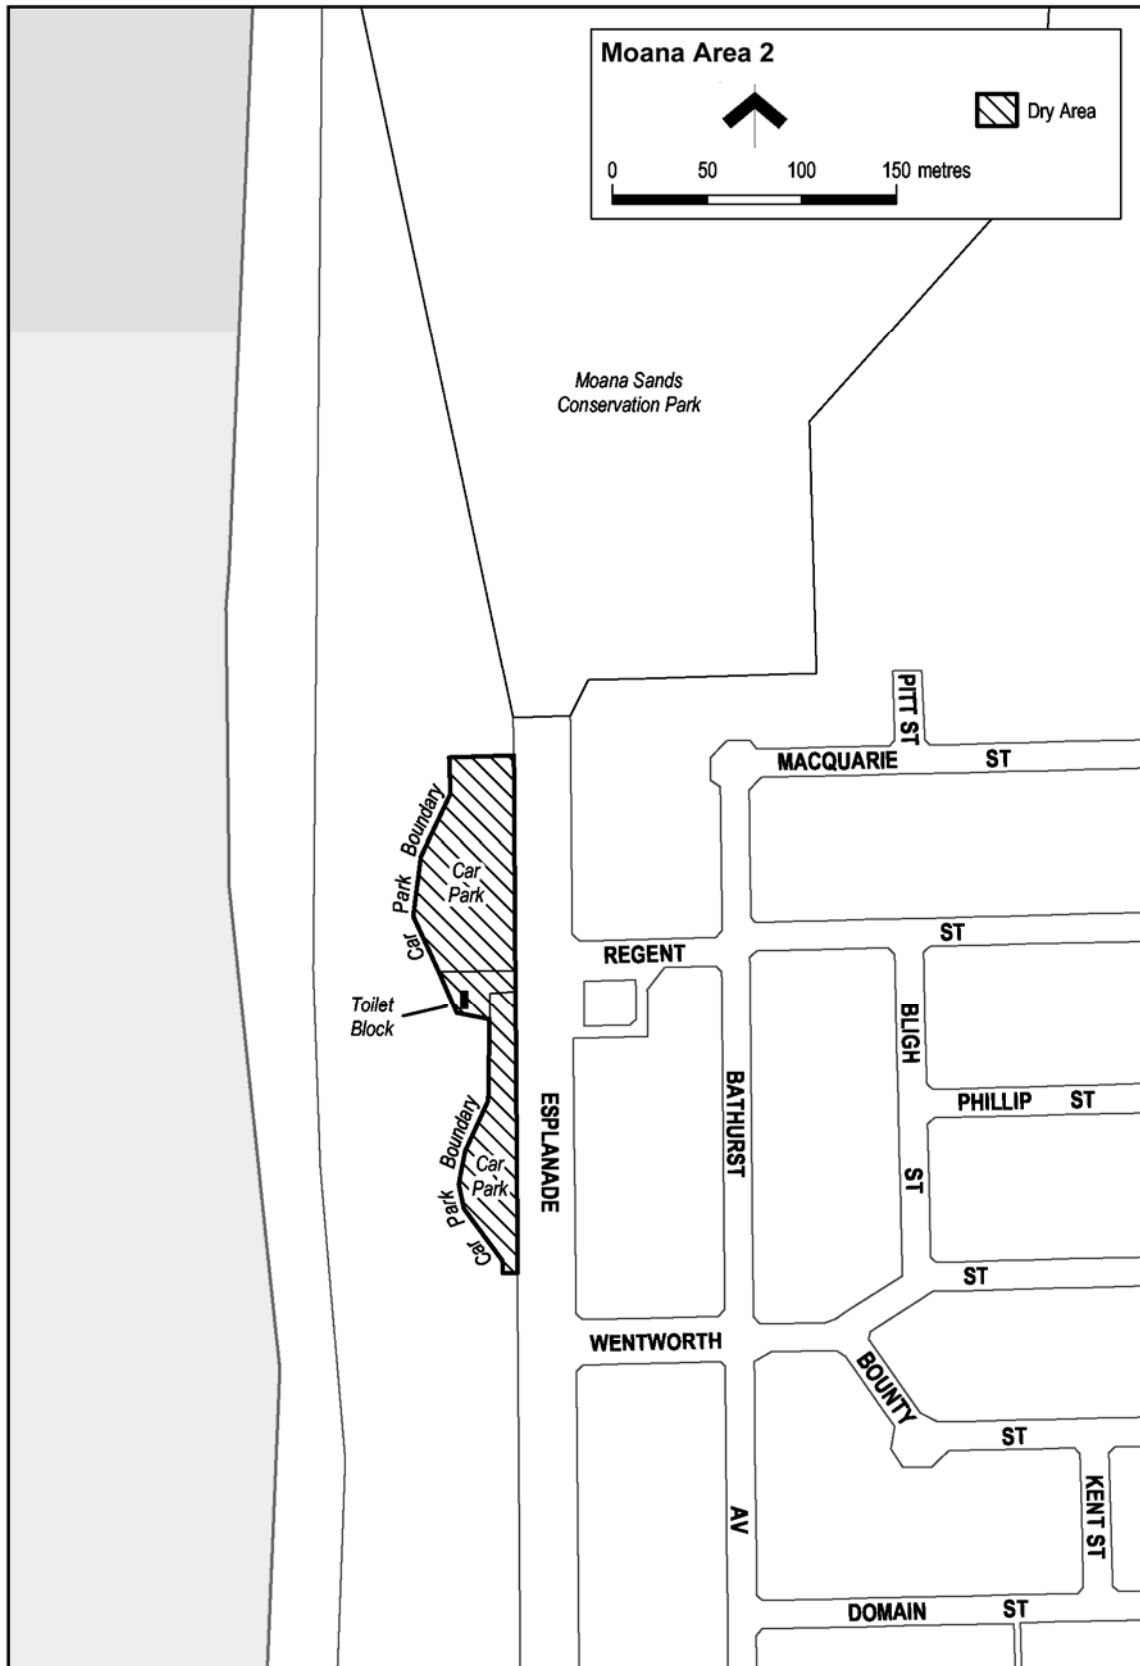 Moana Area 2
Dry Area
0 50 100 150 metres
Moana Sands
Conservation Park
PITT ST
MACQUARIE ST
Car Park Boundary
Car
Park
REGENT ST
Toilet
Block
BLIGH ST
BATHURST AV
ESPLANADE
PHILLIP ST
Car Park Boundary
Car
Park
WENTWORTH ST
BOUNTY ST
KENT ST
DOMAIN ST